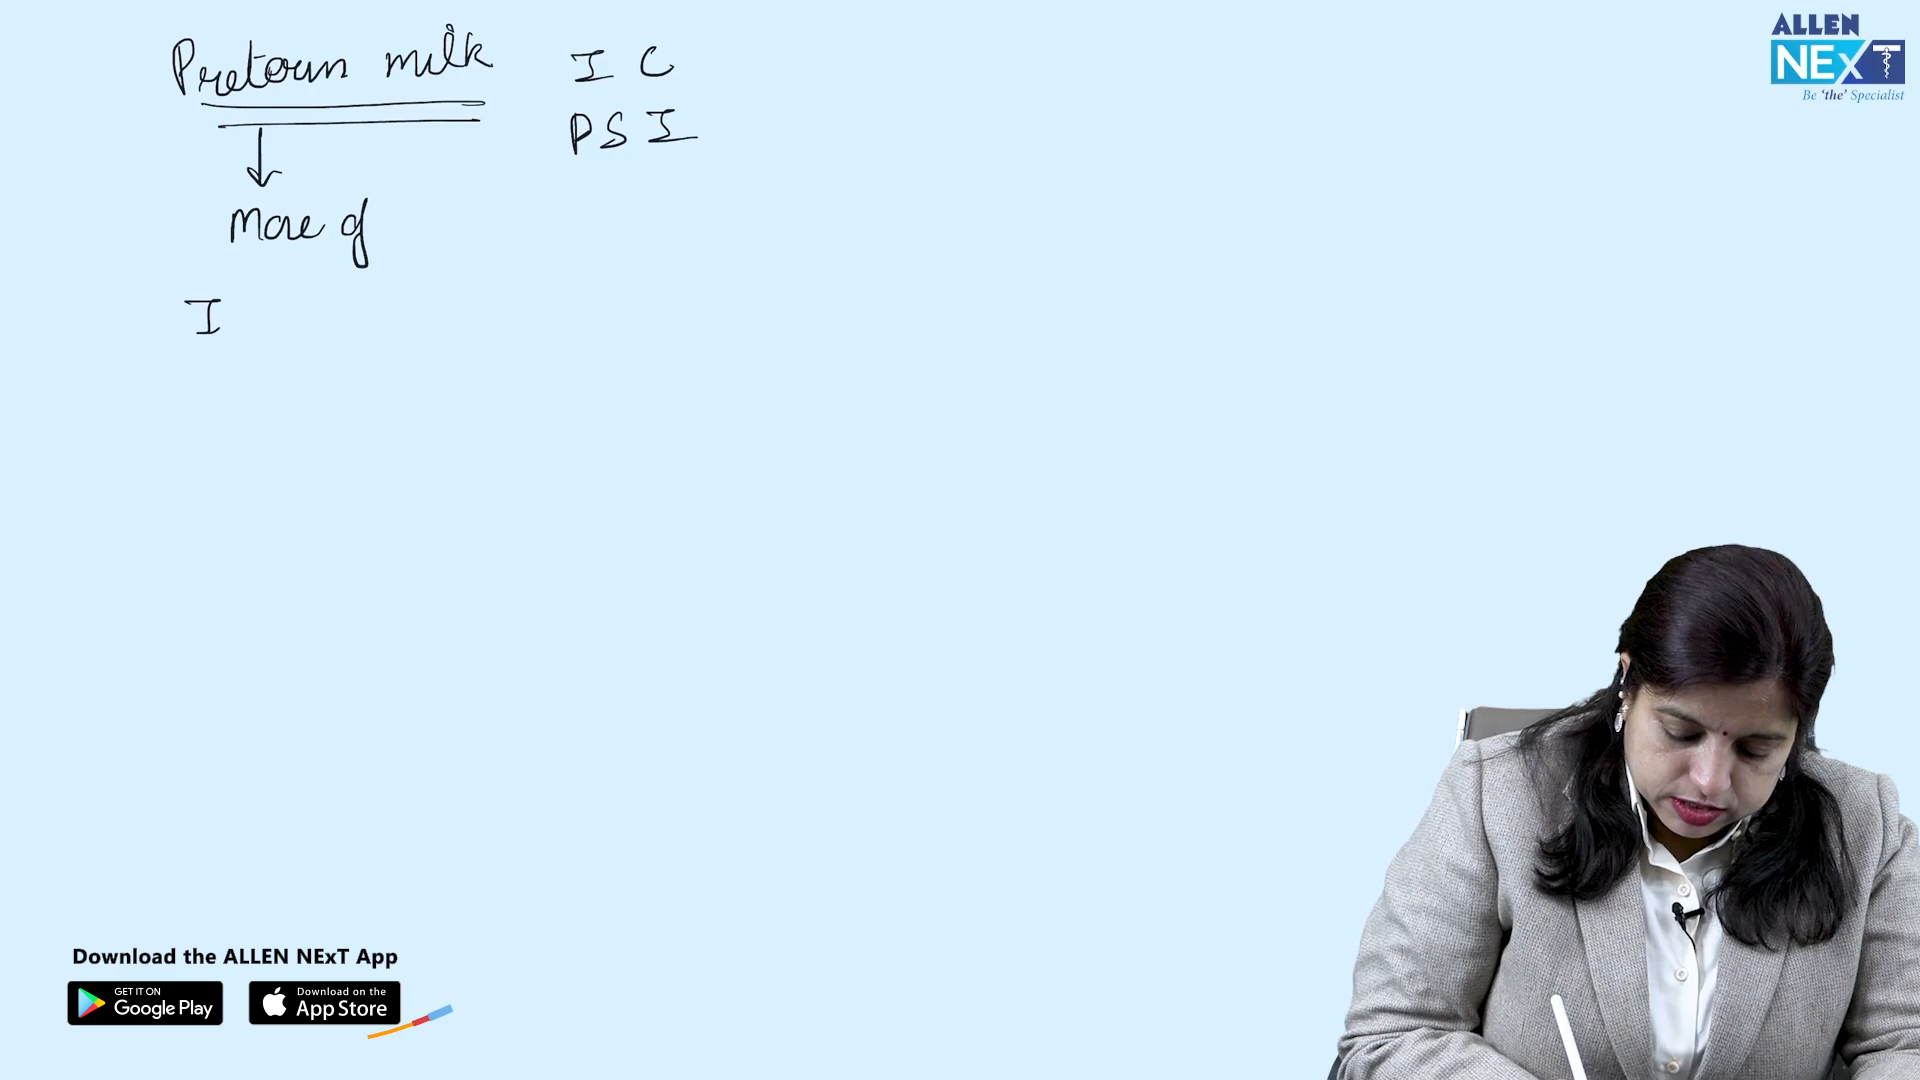 Preterm milk I C
P S I
More of
I
ALLEN
NExT
Be 'the' Specialist
Download the ALLEN NExT App
GET IT ON
Google Play
Download on the
App Store